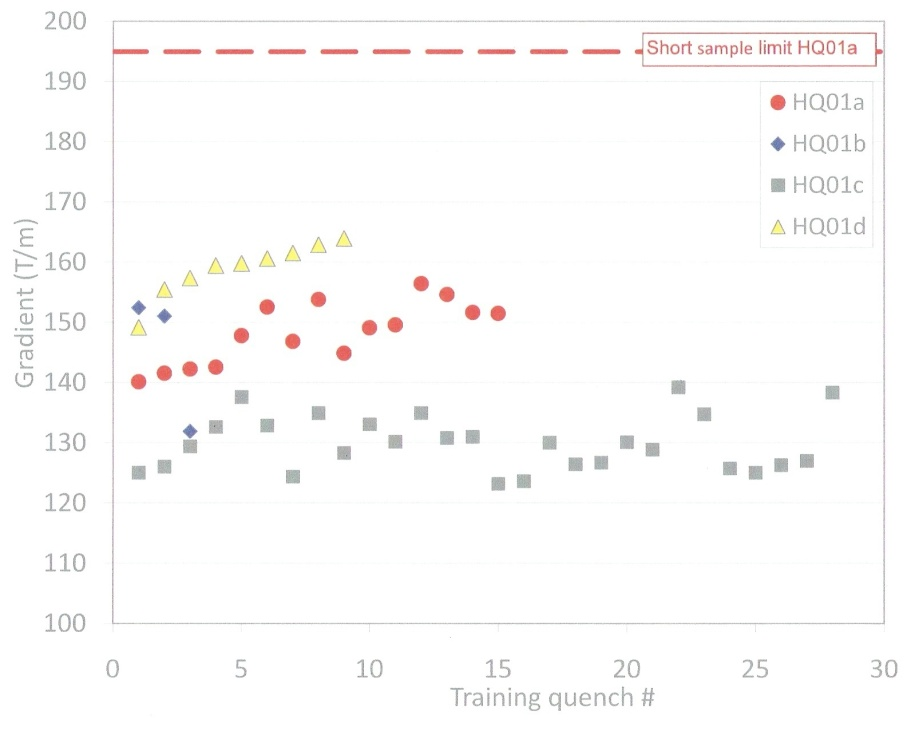 200
Short sample limit HQ01a
190
HQ01a
180
HQ01b
170
HQ01c
HQ01d
160
150
140
130
120
110
100
Gradient (T/m)
0 5 10 15 20 25 30
Training quench #